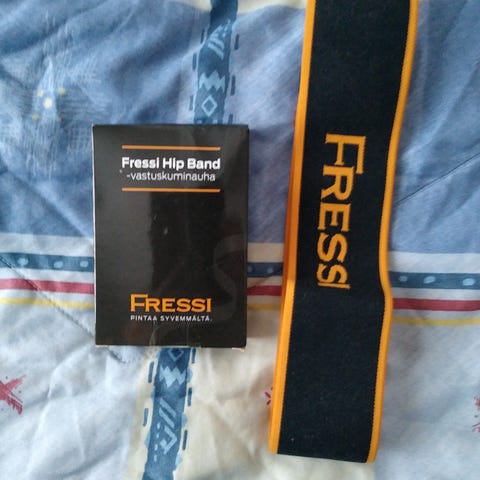 Fressi Hip Band
-vastuskuminauha
FRESSI
PINTAA SYVEMMÄLTÄ.
FRESSI